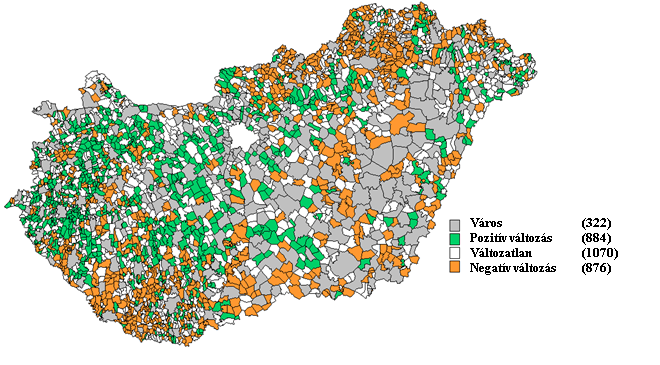 Város (322)
Pozitív változás (884)
Változatlan (1070)
Negatív változás (876)